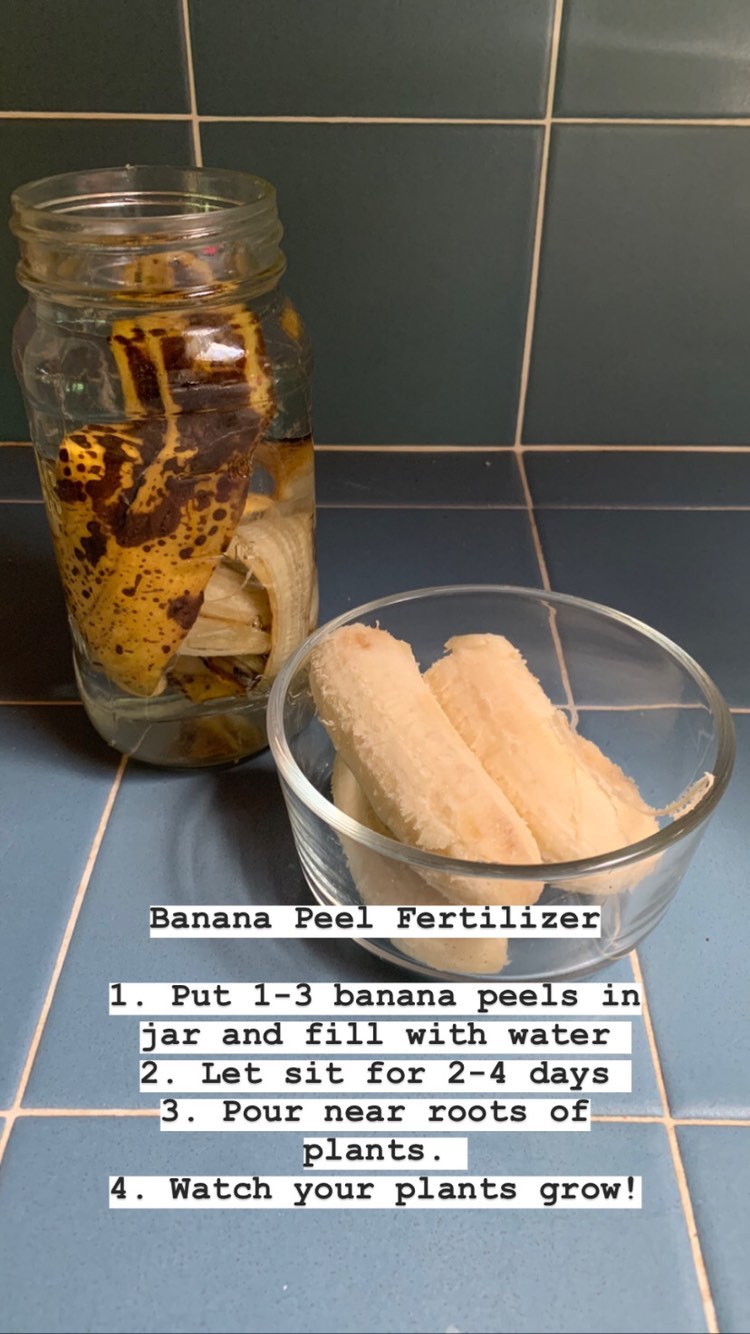 Banana Peel Fertilizer
1. Put 1-3 banana peels in
jar and fill with water
2. Let sit for 2-4 days
3. Pour near roots of
plants.
4. Watch your plants grow!